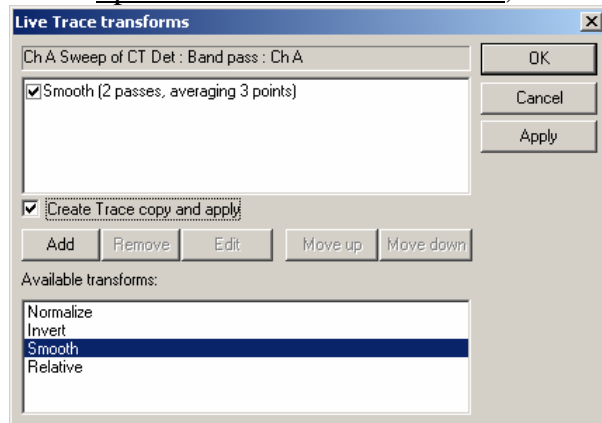 Live Trace transforms
Ch A Sweep of CT Det : Band pass : Ch A
OK
Smooth (2 passes, averaging 3 points)
Cancel
Apply
Create Trace copy and apply
Add Remove Edit Move up Move down
Available transforms:
Normalize
Invert
Smooth
Relative